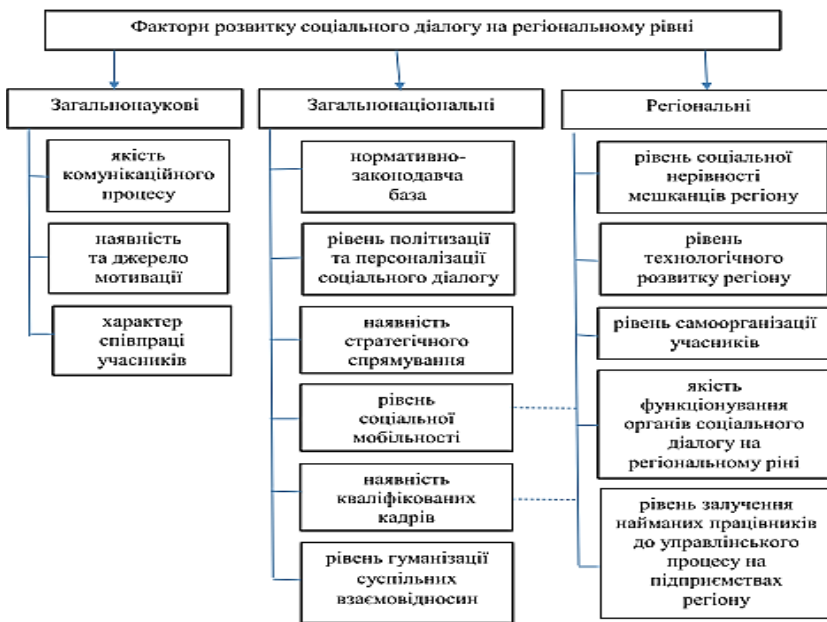 Фактори розвитку соціального діалогу на регіональному рівні
Загальнонаукові
якість
комунікаційного
процесу
наявність
та джерело
мотивації
характер
співпраці
учасників
Загальнонаціональні
нормативно-
законодавча
база
рівень політизації
та персоналізації
соціального діалогу
наявність
стратегічного
спрямування
рівень
соціальної
мобільності
наявність
кваліфікованих
кадрів
рівень гуманізації
суспільних
взаємовідносин
Регіональні
рівень соціальної
нерівності
мешканців регіону
рівень
технологічного
розвитку регіону
рівень самоорганізації
учасників
якість
функціонування
органів соціального
діалогу на
регіональному ріні
рівень залучення
найманих працівників
до управлінського
процесу на
підприємствах
регіону